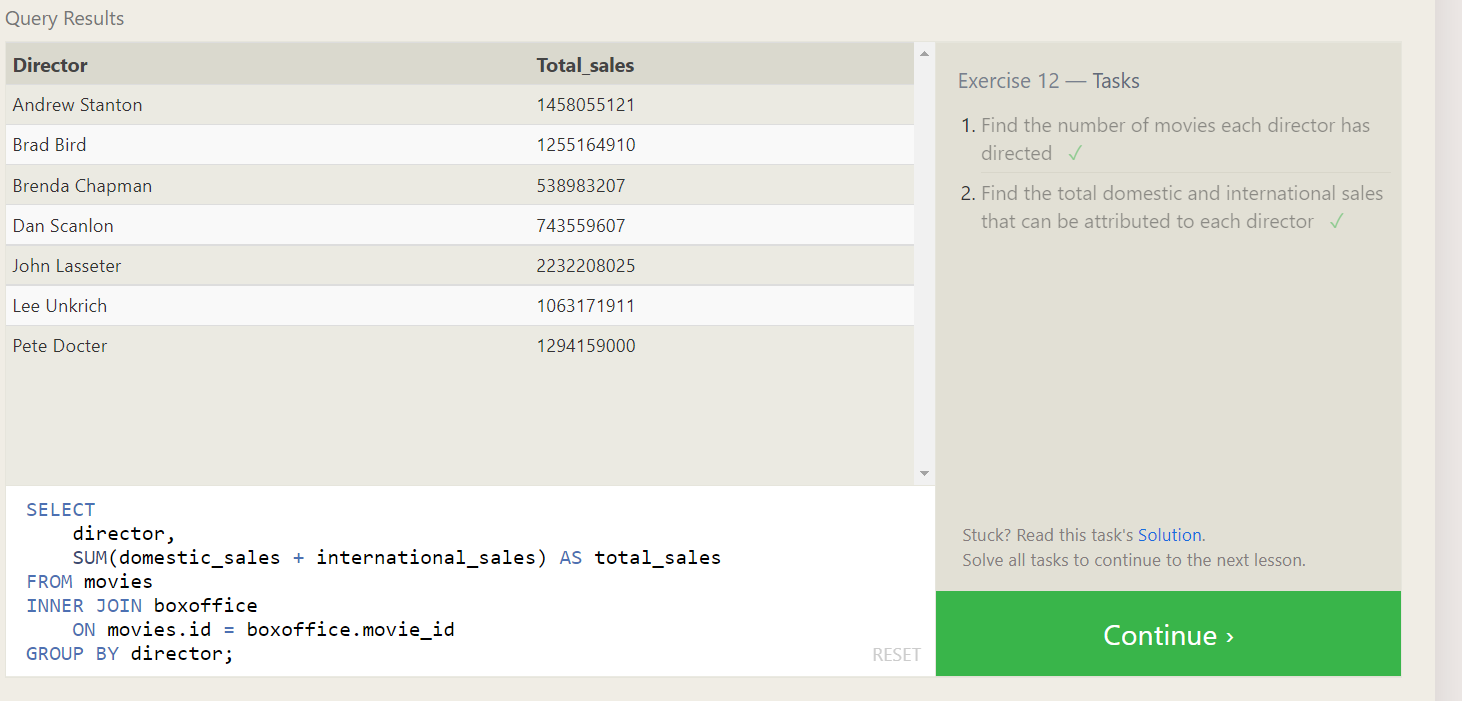 Query Results
Director Total_sales
Andrew Stanton 1458055121
Brad Bird 1255164910
Brenda Chapman 538983207
Dan Scanlon 743559607
John Lasseter 2232208025
Lee Unkrich 1063171911
Pete Docter 1294159000
SELECT
    director,
    SUM(domestic_sales + international_sales) AS total_sales
FROM movies
INNER JOIN boxoffice
    ON movies.id = boxoffice.movie_id
GROUP BY director;
RESET
Exercise 12 — Tasks
1. Find the number of movies each director has
directed ✓
2. Find the total domestic and international sales
that can be attributed to each director ✓
Stuck? Read this task's Solution.
Solve all tasks to continue to the next lesson.
Continue ›